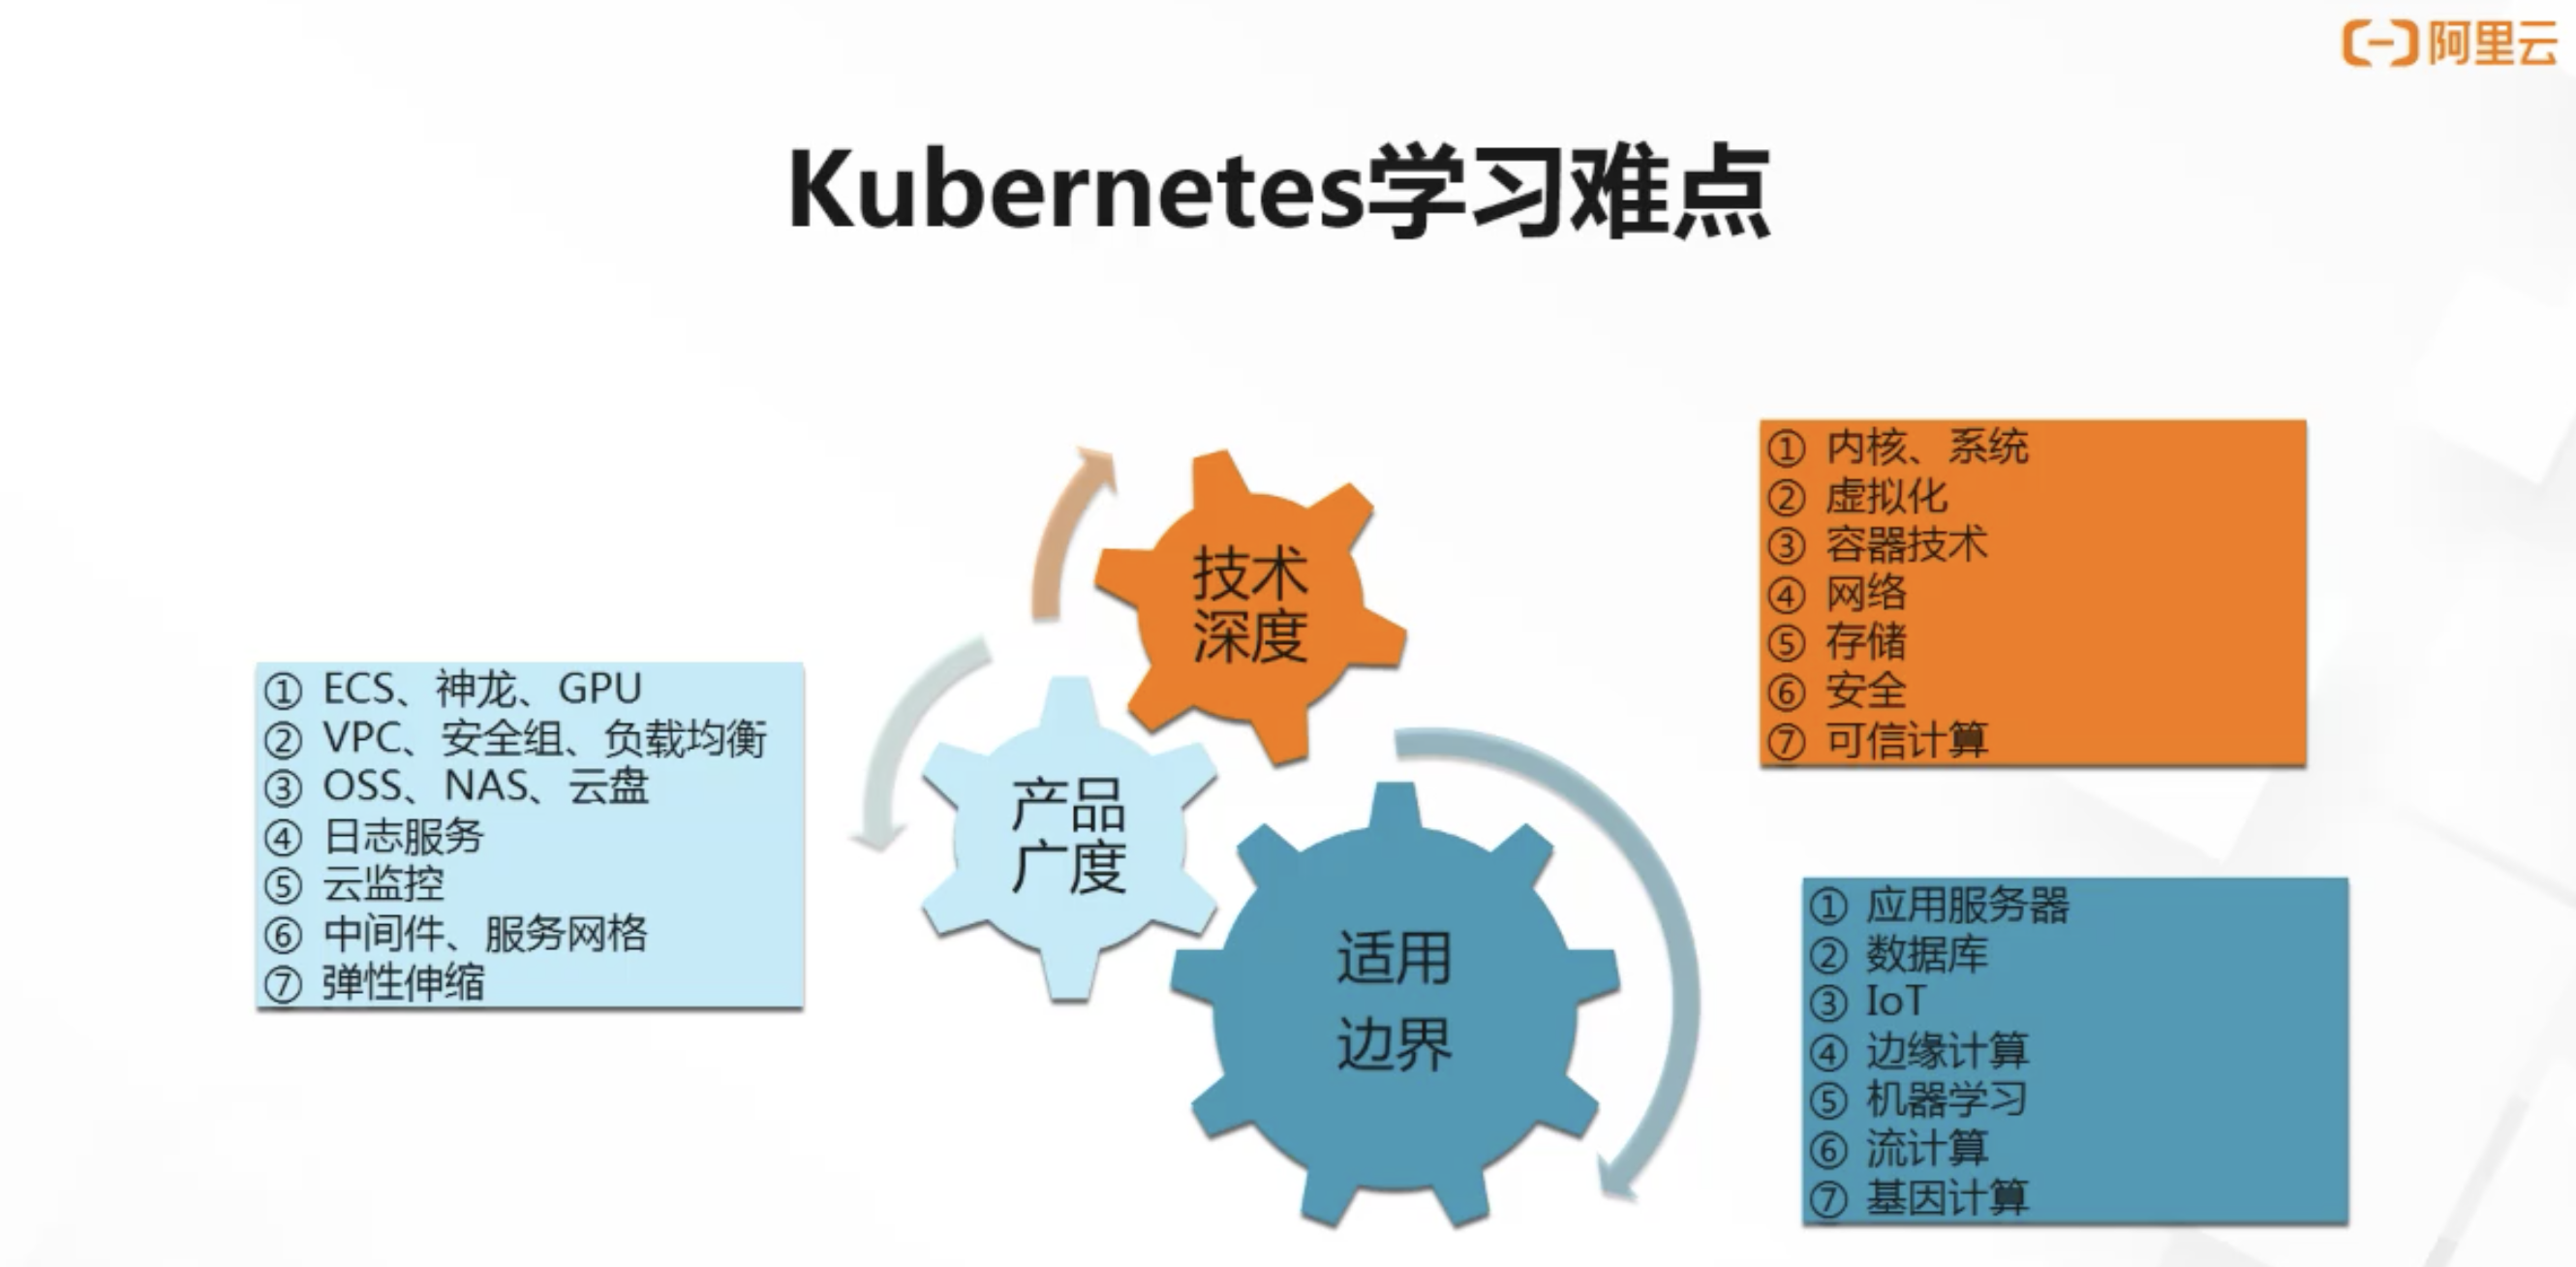 阿里云
Kubernetes学习难点
技术
深度
① 内核、系统
② 虚拟化
③ 容器技术
④ 网络
⑤ 存储
⑥ 安全
⑦ 可信计算
产品
广度
① ECS、神龙、GPU
② VPC、安全组、负载均衡
③ OSS、NAS、云盘
④ 日志服务
⑤ 云监控
⑥ 中间件、服务网格
⑦ 弹性伸缩
适用
边界
① 应用服务器
② 数据库
③ IoT
④ 边缘计算
⑤ 机器学习
⑥ 流计算
⑦ 基因计算